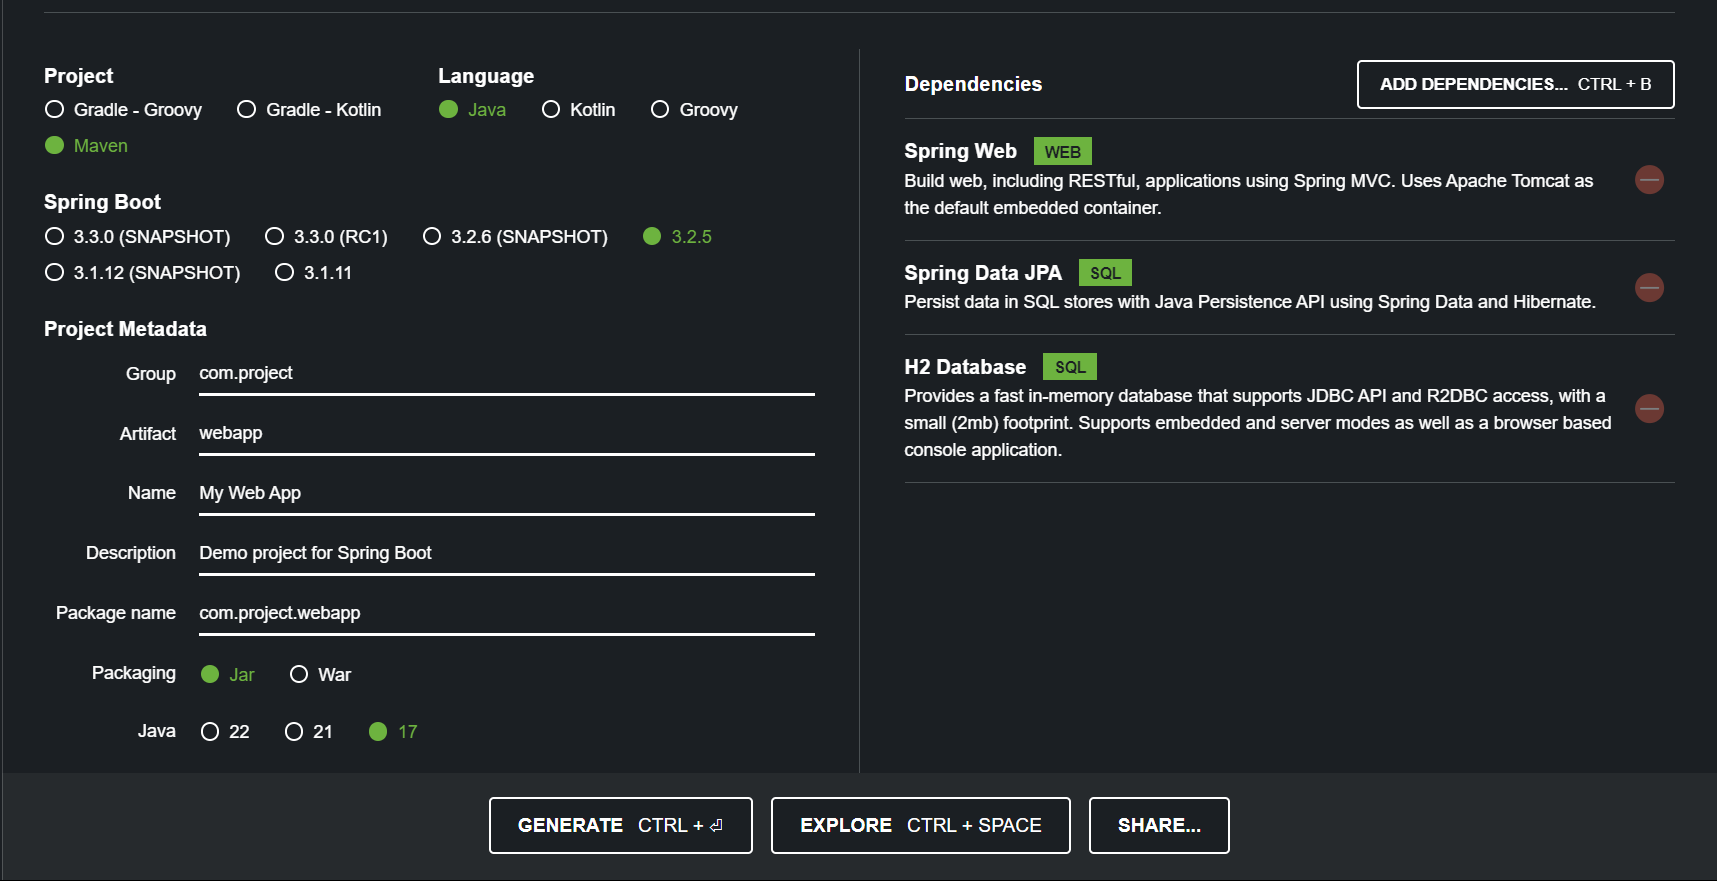 Project
Gradle - Groovy Gradle - Kotlin
Maven
Language
Java Kotlin Groovy
Spring Boot
3.3.0 (SNAPSHOT) 3.3.0 (RC1) 3.2.6 (SNAPSHOT) 3.2.5
3.1.12 (SNAPSHOT) 3.1.11
Project Metadata
Group com.project
Artifact webapp
Name My Web App
Description Demo project for Spring Boot
Package name com.project.webapp
Packaging Jar War
Java 22 21 17
Dependencies ADD DEPENDENCIES... CTRL + B
Spring Web WEB
Build web, including RESTful, applications using Spring MVC. Uses Apache Tomcat as
the default embedded container.
Spring Data JPA SQL
Persist data in SQL stores with Java Persistence API using Spring Data and Hibernate.
H2 Database SQL
Provides a fast in-memory database that supports JDBC API and R2DBC access, with a
small (2mb) footprint. Supports embedded and server modes as well as a browser based
console application.
GENERATE CTRL + ⏎ EXPLORE CTRL + SPACE SHARE...